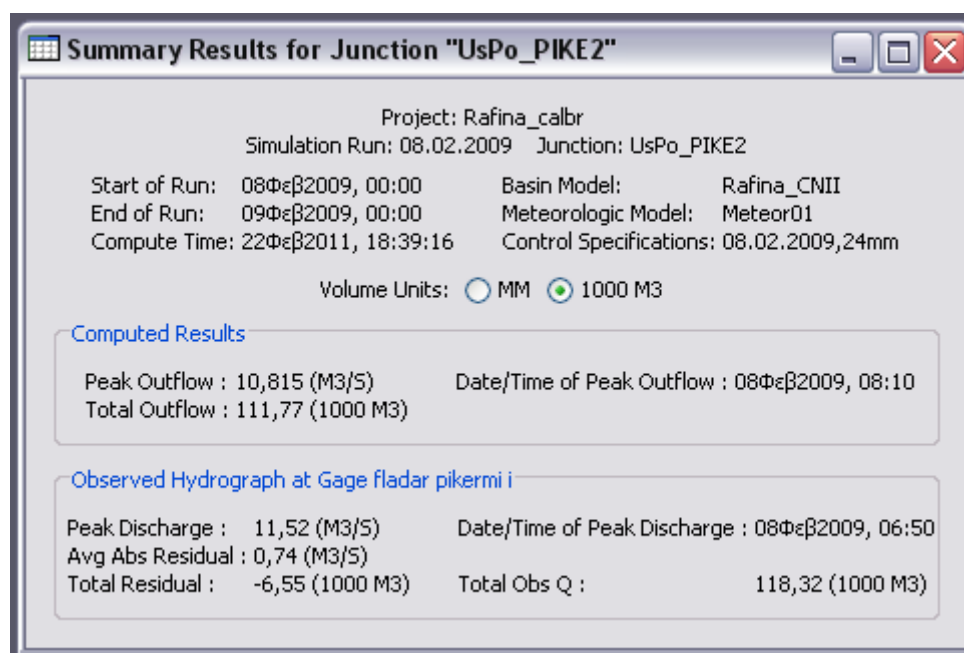 Summary Results for Junction "UsPo_PIKE2"
Project: Rafina_calbr
Simulation Run: 08.02.2009 Junction: UsPo_PIKE2
Start of Run: 08Φεβ2009, 00:00 Basin Model: Rafina_CNII
End of Run: 09Φεβ2009, 00:00 Meteorologic Model: Meteor01
Compute Time: 22Φεβ2011, 18:39:16 Control Specifications: 08.02.2009,24mm
Volume Units: MM 1000 M3
Computed Results
Peak Outflow : 10,815 (M3/S) Date/Time of Peak Outflow : 08Φεβ2009, 08:10
Total Outflow : 111,77 (1000 M3)
Observed Hydrograph at Gage fladar pikermi i
Peak Discharge : 11,52 (M3/S) Date/Time of Peak Discharge : 08Φεβ2009, 06:50
Avg Abs Residual : 0,74 (M3/S)
Total Residual : -6,55 (1000 M3) Total Obs Q : 118,32 (1000 M3)